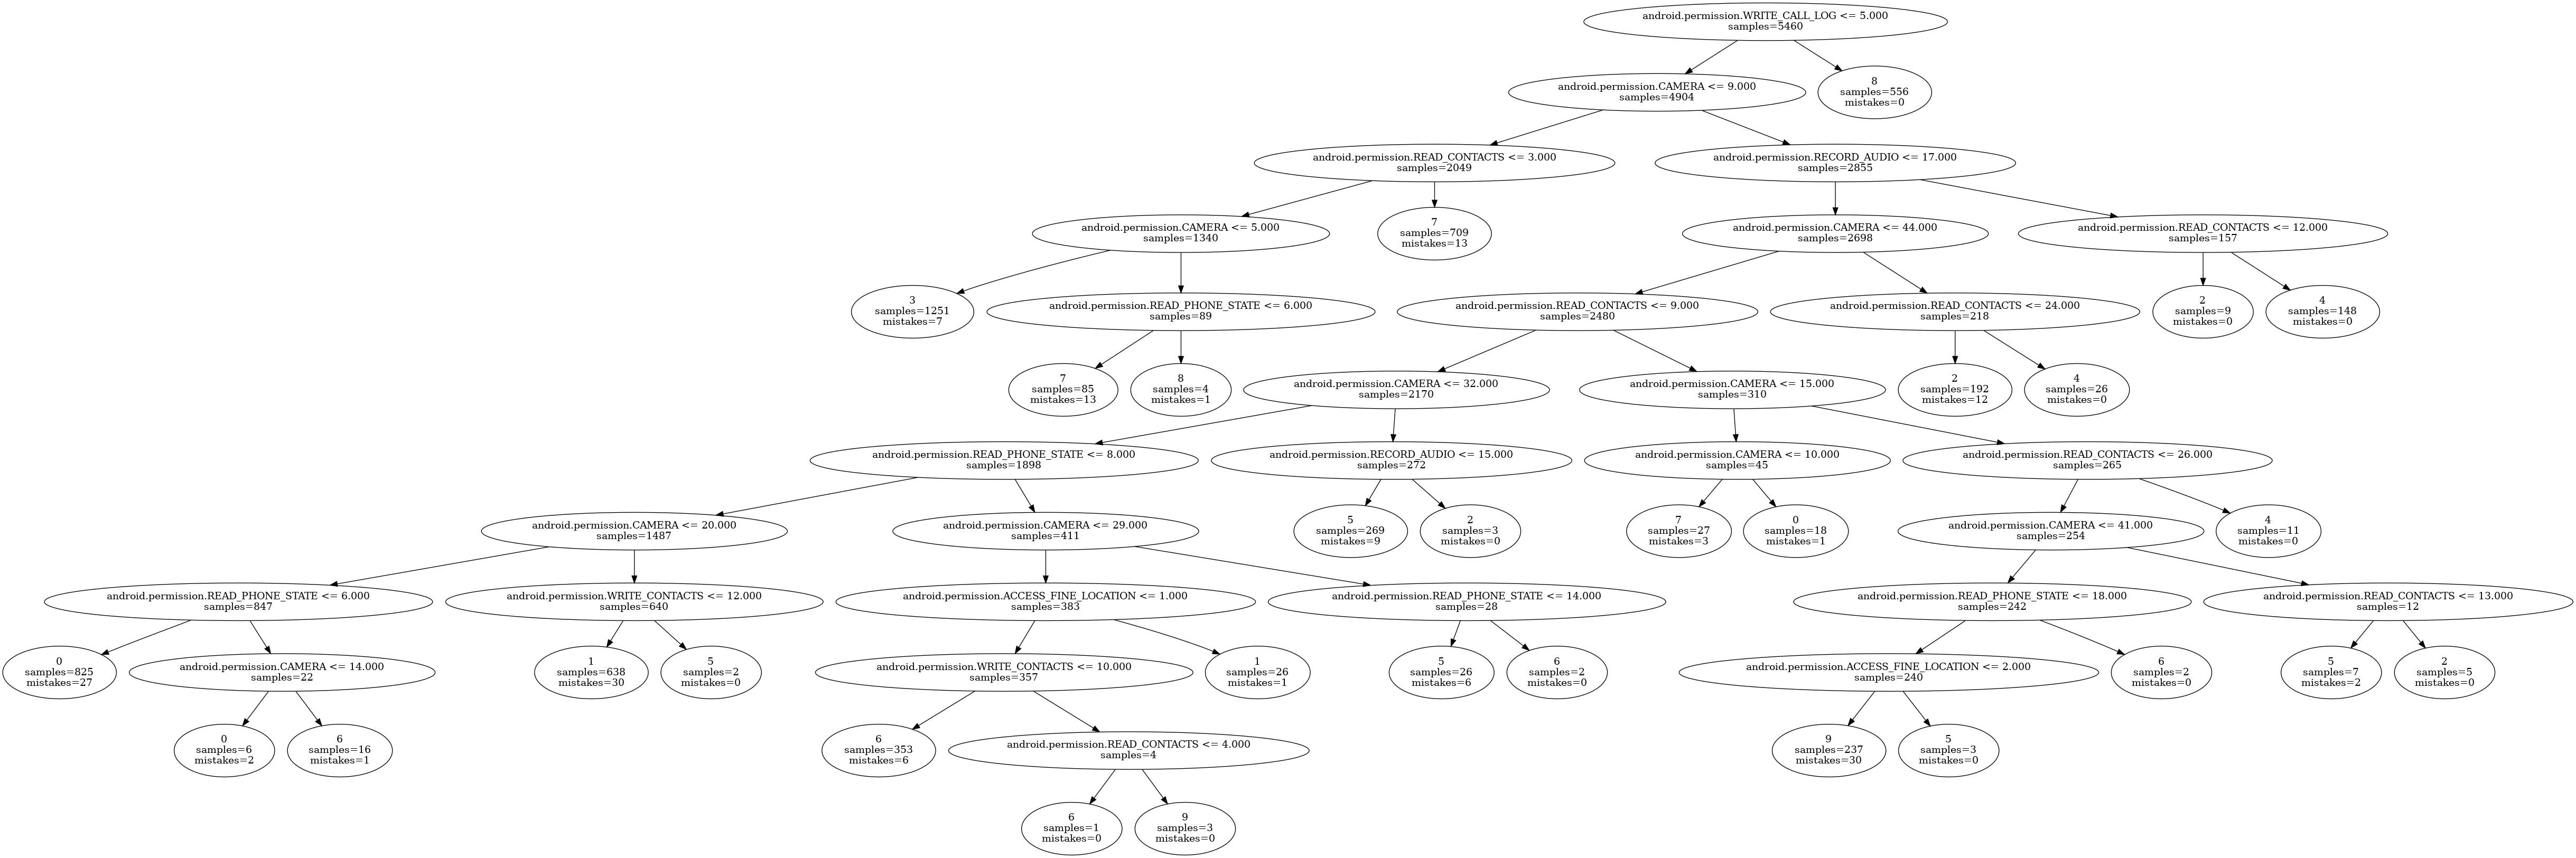 android.permission.WRITE_CALL_LOG <= 5.000
samples=5460
android.permission.CAMERA <= 9.000
samples=4904
8
samples=556
mistakes=0
android.permission.READ_CONTACTS <= 3.000
samples=2049
android.permission.RECORD_AUDIO <= 17.000
samples=2855
android.permission.CAMERA <= 5.000
samples=1340
7
samples=709
mistakes=13
android.permission.CAMERA <= 44.000
samples=2698
android.permission.READ_CONTACTS <= 12.000
samples=157
3
samples=1251
mistakes=7
android.permission.READ_PHONE_STATE <= 6.000
samples=89
android.permission.READ_CONTACTS <= 9.000
samples=2480
android.permission.READ_CONTACTS <= 24.000
samples=218
2
samples=9
mistakes=0
4
samples=148
mistakes=0
7
samples=85
mistakes=13
8
samples=4
mistakes=1
android.permission.CAMERA <= 32.000
samples=2170
android.permission.CAMERA <= 15.000
samples=310
2
samples=192
mistakes=12
4
samples=26
mistakes=0
android.permission.READ_PHONE_STATE <= 8.000
samples=1898
android.permission.RECORD_AUDIO <= 15.000
samples=272
android.permission.CAMERA <= 10.000
samples=45
android.permission.READ_CONTACTS <= 26.000
samples=265
android.permission.CAMERA <= 20.000
samples=1487
android.permission.CAMERA <= 29.000
samples=411
5
samples=269
mistakes=9
2
samples=3
mistakes=0
7
samples=27
mistakes=3
0
samples=18
mistakes=1
android.permission.CAMERA <= 41.000
samples=254
4
samples=11
mistakes=0
android.permission.READ_PHONE_STATE <= 6.000
samples=847
android.permission.WRITE_CONTACTS <= 12.000
samples=640
android.permission.ACCESS_FINE_LOCATION <= 1.000
samples=383
android.permission.READ_PHONE_STATE <= 14.000
samples=28
android.permission.READ_PHONE_STATE <= 18.000
samples=242
android.permission.READ_CONTACTS <= 13.000
samples=12
0
samples=825
mistakes=27
android.permission.CAMERA <= 14.000
samples=22
1
samples=638
mistakes=30
5
samples=2
mistakes=0
android.permission.WRITE_CONTACTS <= 10.000
samples=357
1
samples=26
mistakes=1
5
samples=26
mistakes=6
6
samples=2
mistakes=0
android.permission.ACCESS_FINE_LOCATION <= 2.000
samples=240
6
samples=2
mistakes=0
5
samples=7
mistakes=2
2
samples=5
mistakes=0
0
samples=6
mistakes=2
6
samples=16
mistakes=1
6
samples=353
mistakes=6
android.permission.READ_CONTACTS <= 4.000
samples=4
9
samples=237
mistakes=30
5
samples=3
mistakes=0
6
samples=1
mistakes=0
9
samples=3
mistakes=0